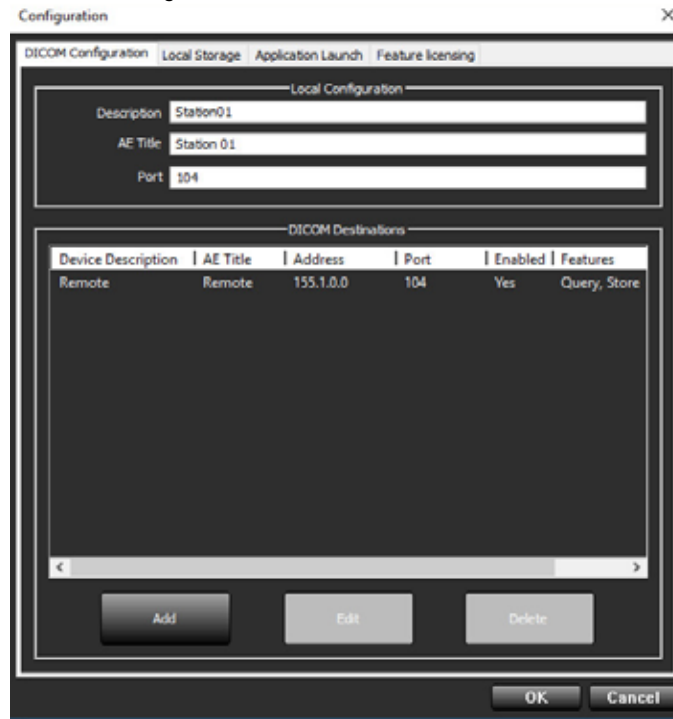 Configuration
DICOM Configuration Local Storage Application Launch Feature licensing
Local Configuration
Description Station01
AE Title Station 01
Port 104
DICOM Destinations
Device Description AE Title Address Port Enabled Features
Remote Remote 155.1.0.0 104 Yes Query, Store
Add Edit Delete
OK Cancel